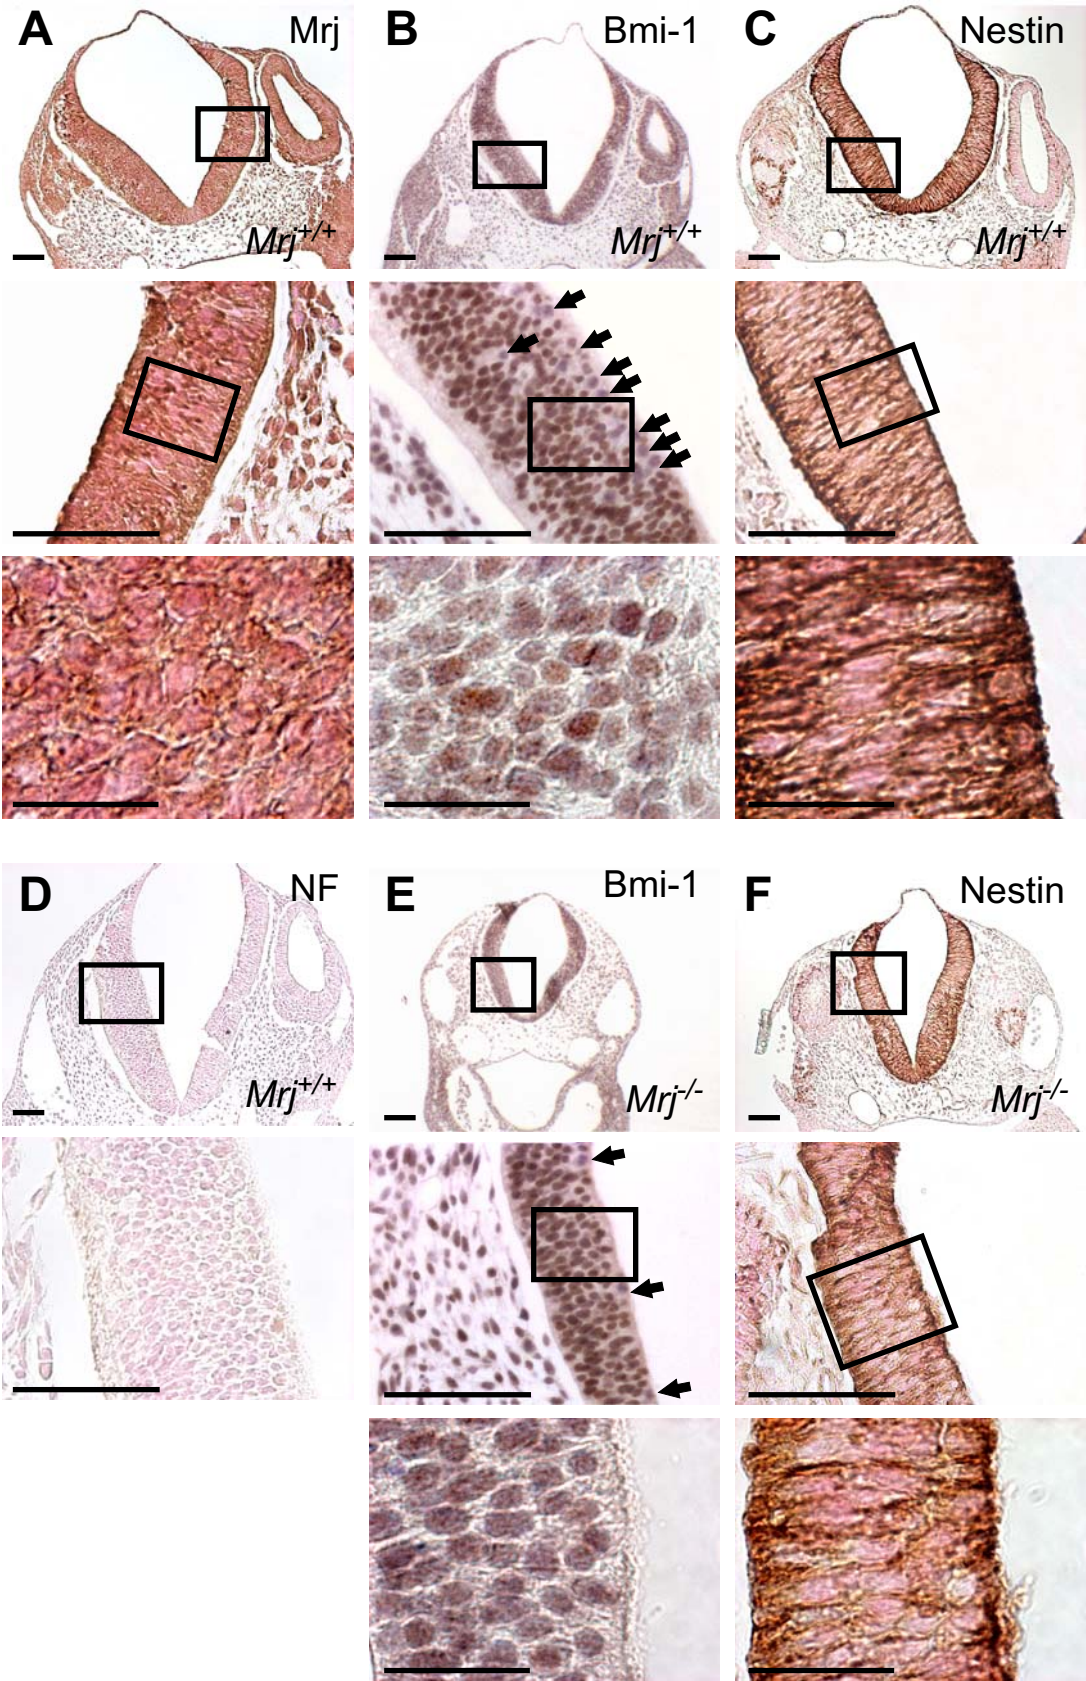 A Mrj
Mrj+/+
B Bmi-1
Mrj+/+
C Nestin
Mrj+/+
D NF
Mrj+/+
E Bmi-1
Mrj-/-
F Nestin
Mrj-/-